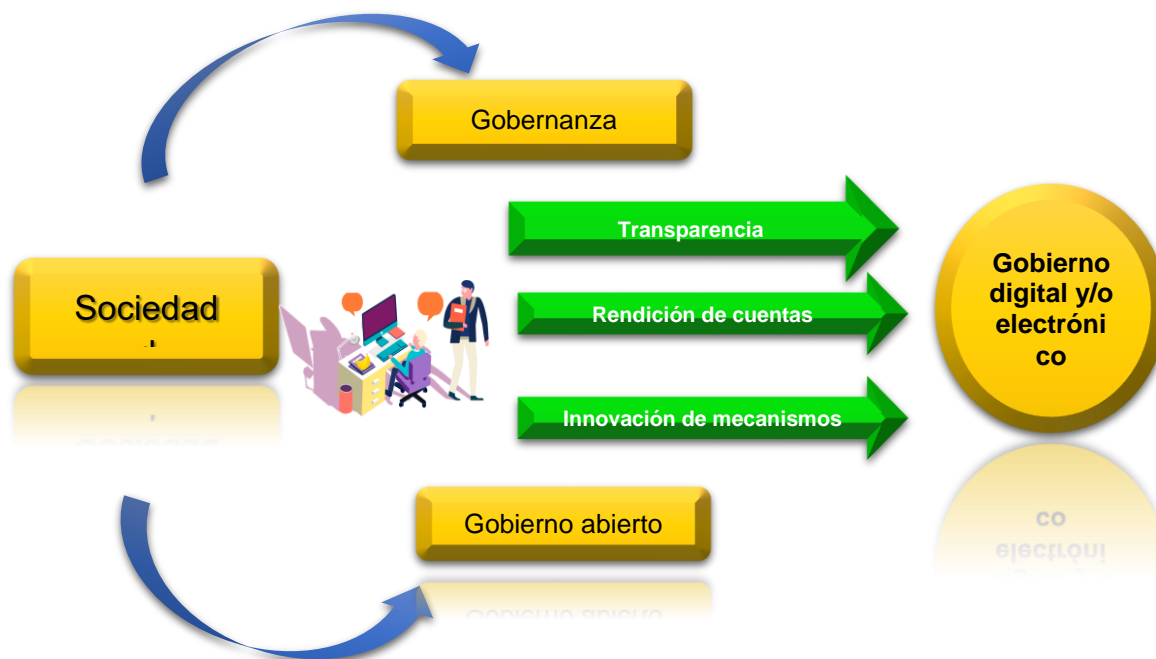 Gobernanza
Transparencia
Sociedad
Rendición de cuentas
Gobierno
digital y/o
electróni
co
Innovación de mecanismos
Gobierno abierto